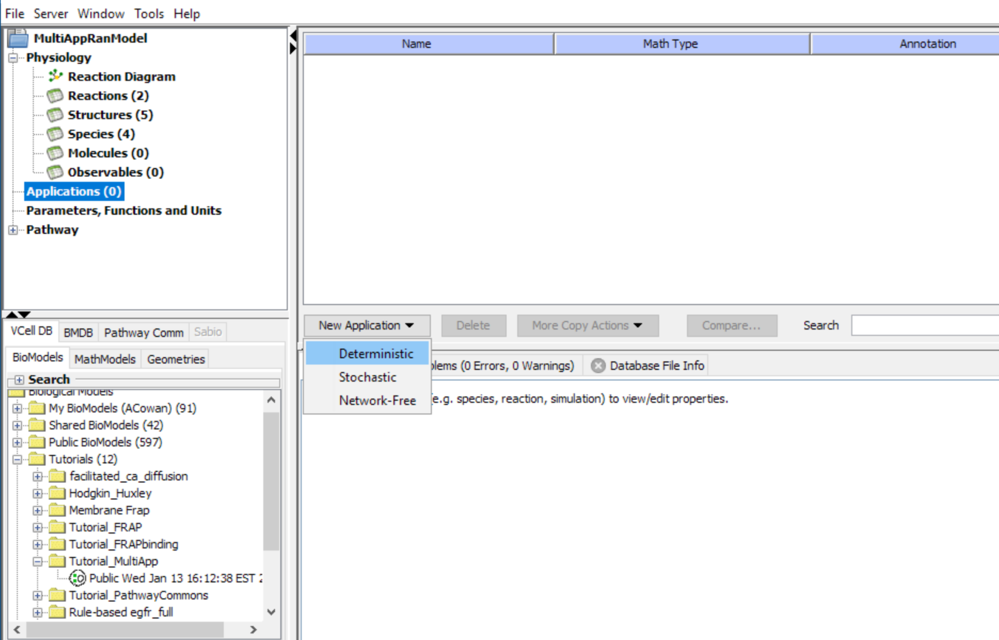 File Server Window Tools Help
MultiAppRanModel
Physiology
Reaction Diagram
Reactions (2)
Structures (5)
Species (4)
Molecules (0)
Observables (0)
Applications (0)
Parameters, Functions and Units
Pathway
Name Math Type Annotation
New Application Delete More Copy Actions Compare... Search
Deterministic
Stochastic
Network-Free
blems (0 Errors, 0 Warnings) Database File Info
(e.g. species, reaction, simulation) to view/edit properties.
VCell DB BMDB Pathway Comm Sabio
BioModels MathModels Geometries
Search
Biological Models
My BioModels (ACowan) (91)
Shared BioModels (42)
Public BioModels (597)
Tutorials (12)
facilitated_ca_diffusion
Hodgkin_Huxley
Membrane Frap
Tutorial_FRAP
Tutorial_FRAPbinding
Tutorial_MultiApp
Public Wed Jan 13 16:12:38 EST 2
Tutorial_PathwayCommons
Rule-based egfr_full